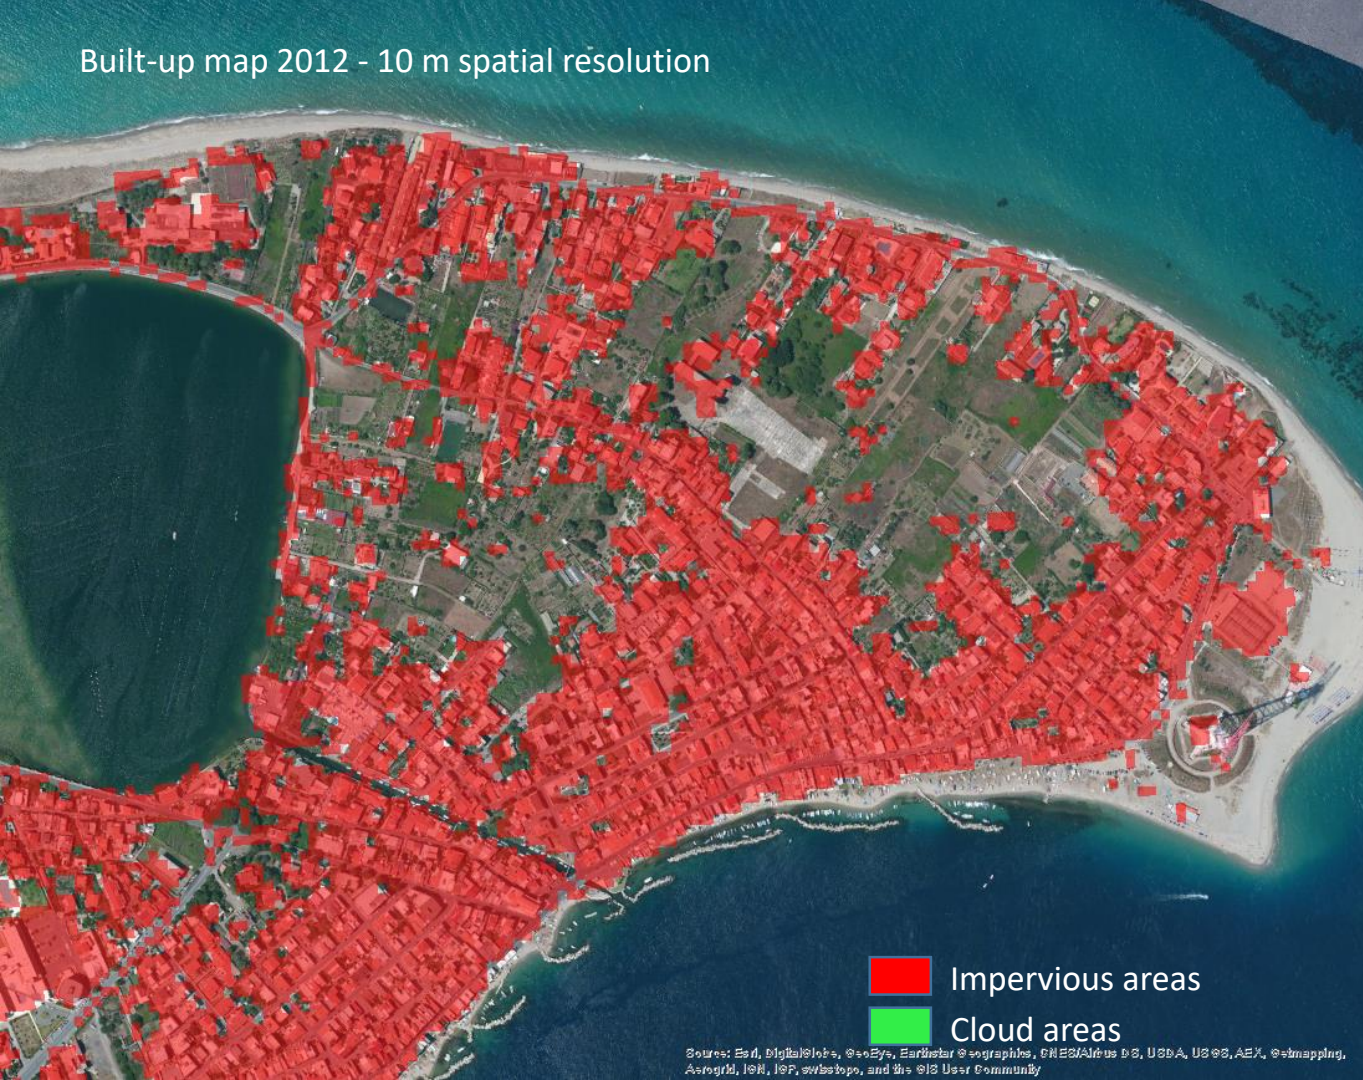 Built-up map 2012 - 10 m spatial resolution
Impervious areas
Cloud areas
Source: Esri, DigitalGlobe, GeoEye, Earthstar Geographics, CNES/Airbus DS, USDA, USGS, AEX, Getmapping,
Aerogrid, IGN, IGP, swisstopo, and the GIS User Community